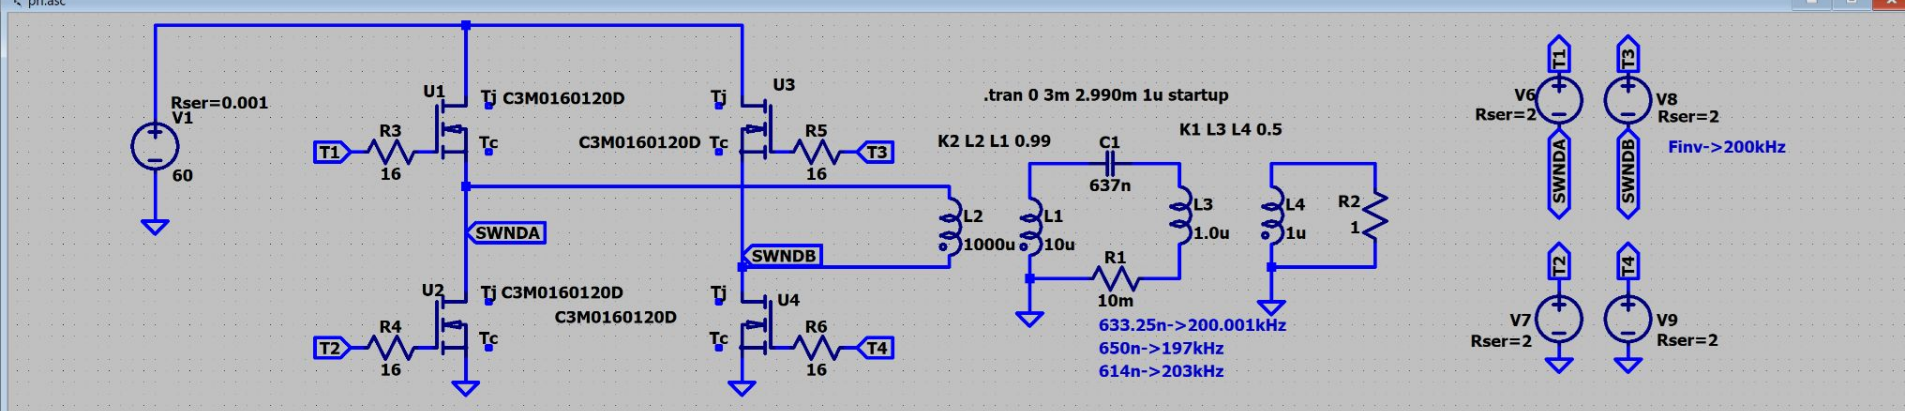 ph.asc
Rser=0.001
V1
60
U1
Tj C3M0160120D
Tc
T1
R3
16
SWNDA
U2
Tj C3M0160120D
C3M0160120D
Tc
T2
R4
16
Tj
U3
C3M0160120D Tc
R5
T3
16
SWNDB
Tj
U4
Tc
R6
T4
16
.tran 0 3m 2.990m 1u startup
K2 L2 L1 0.99
K1 L3 L4 0.5
C1
637n
L2
1000u
L1
10u
L3
1.0u
R1
10m
L4
1u
R2
1
633.25n->200.001kHz
650n->197kHz
614n->203kHz
T1
V6
Rser=2
SWNDA
T3
V8
Rser=2
SWNDB
Finv->200kHz
T2
V7
Rser=2
T4
V9
Rser=2